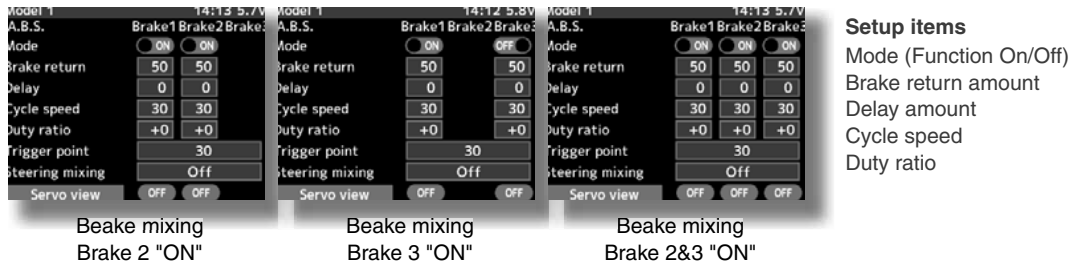 Model 1 14:13 5.7V
A.B.S. Brake1 Brake2 Brake3
Mode ON ON
Brake return 50 50
Delay 0 0
Cycle speed 30 30
Duty ratio +0 +0
Trigger point 30
Steering mixing Off
Servo view OFF OFF
Beake mixing
Brake 2 "ON"
Model 1 14:12 5.8V
A.B.S. Brake1 Brake2 Brake3
Mode ON OFF
Brake return 50 50
Delay 0 0
Cycle speed 30 30
Duty ratio +0 +0
Trigger point 30
Steering mixing Off
Servo view OFF OFF
Beake mixing
Brake 3 "ON"
Model 1 14:13 5.7V
A.B.S. Brake1 Brake2 Brake3
Mode ON ON ON
Brake return 50 50 50
Delay 0 0 0
Cycle speed 30 30 30
Duty ratio +0 +0 +0
Trigger point 30
Steering mixing Off
Servo view OFF OFF OFF
Beake mixing
Brake 2&3 "ON"
Setup items
Mode (Function On/Off)
Brake return amount
Delay amount
Cycle speed
Duty ratio